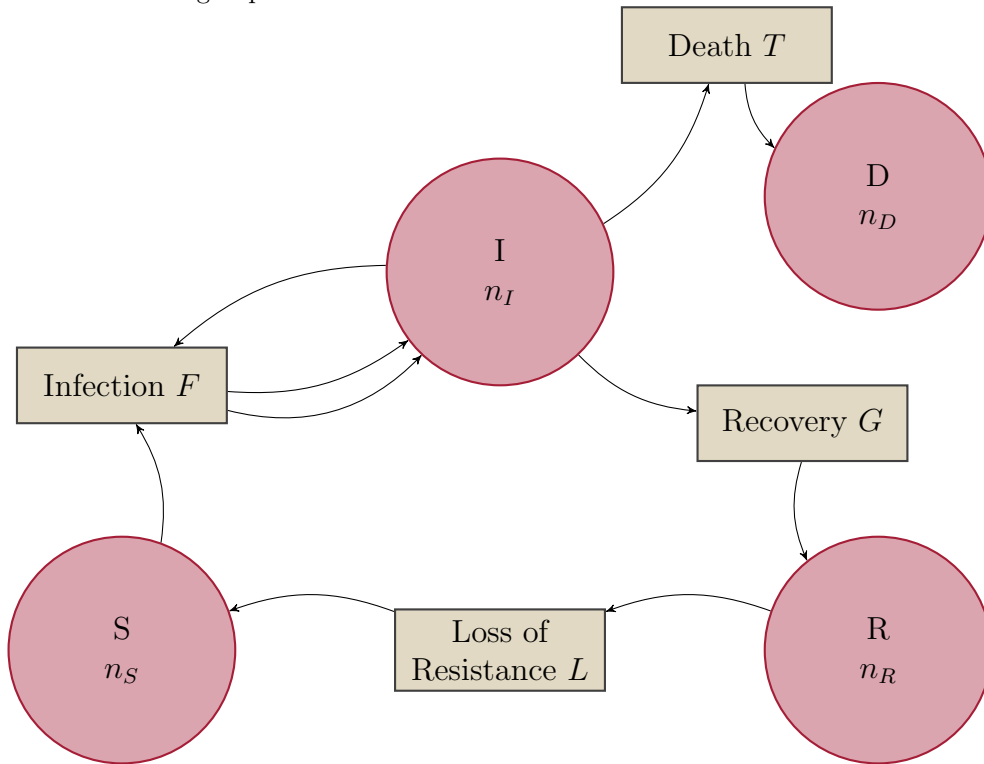 Death T
D
n_D
I
n_I
Infection F
Recovery G
S
n_S
Loss of
Resistance L
R
n_R